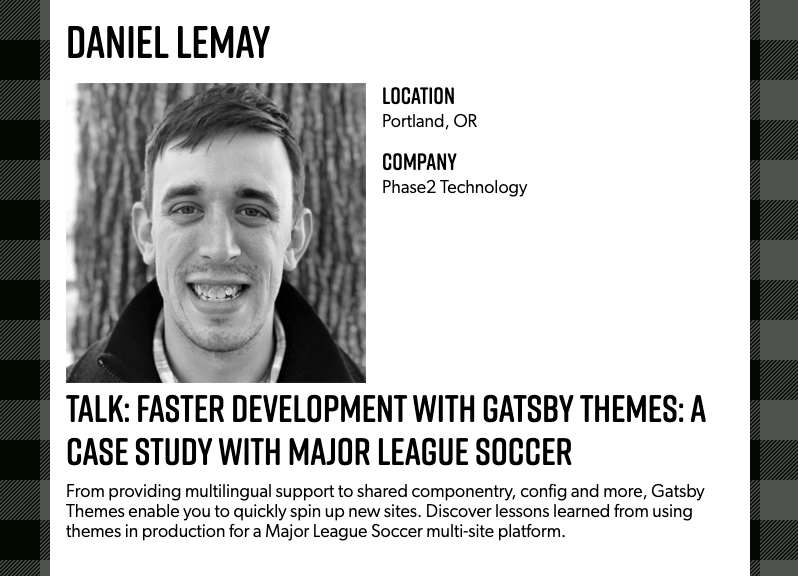 DANIEL LEMAY
LOCATION
Portland, OR
COMPANY
Phase2 Technology
TALK: FASTER DEVELOPMENT WITH GATSBY THEMES: A
CASE STUDY WITH MAJOR LEAGUE SOCCER
From providing multilingual support to shared componentry, config and more, Gatsby
Themes enable you to quickly spin up new sites. Discover lessons learned from using
themes in production for a Major League Soccer multi-site platform.